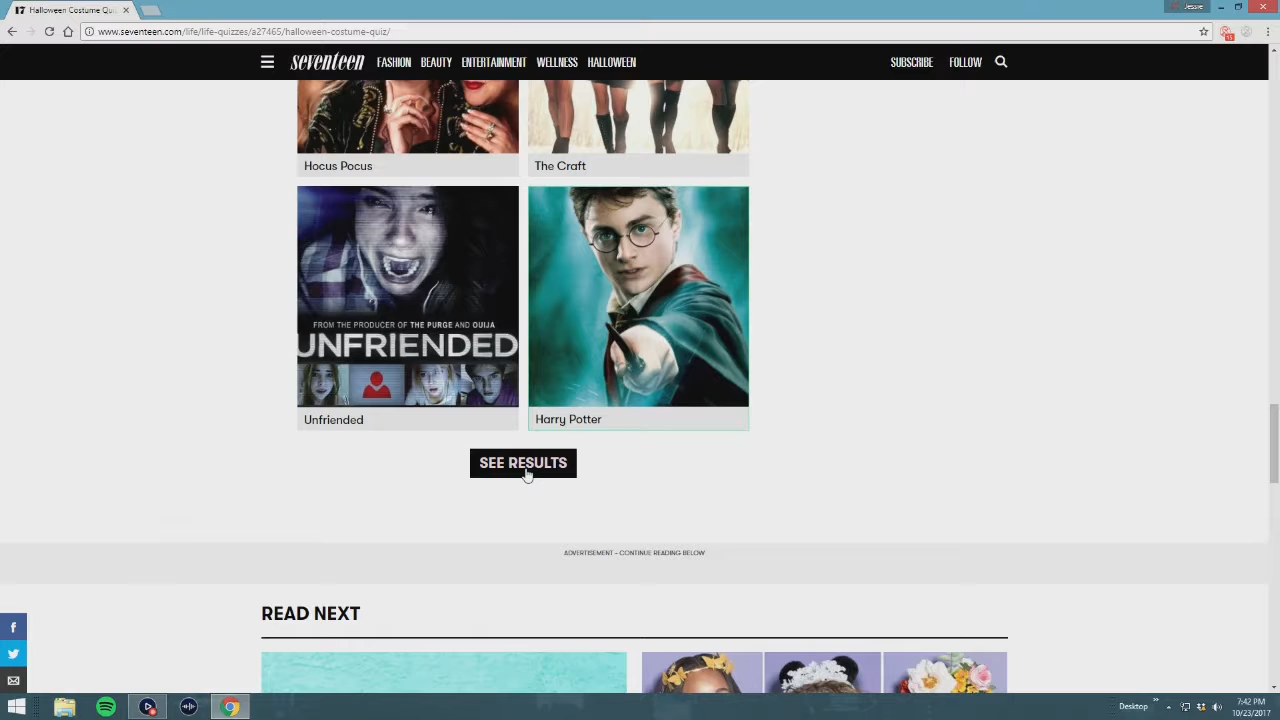 Halloween Costume Qu
Jesse
www.seventeen.com/life/life-quizzes/a27465/halloween-costume-quiz/
seventeen FASHION BEAUTY ENTERTAINMENT WELLNESS HALLOWEEN SUBSCRIBE FOLLOW
Hocus Pocus
The Craft
FROM THE PRODUCER OF THE PURGE AND OUIJA
UNFRIENDED
Unfriended
Harry Potter
SEE RESULTS
ADVERTISEMENT - CONTINUE READING BELOW
READ NEXT
Desktop
7:42 PM
10/23/2017